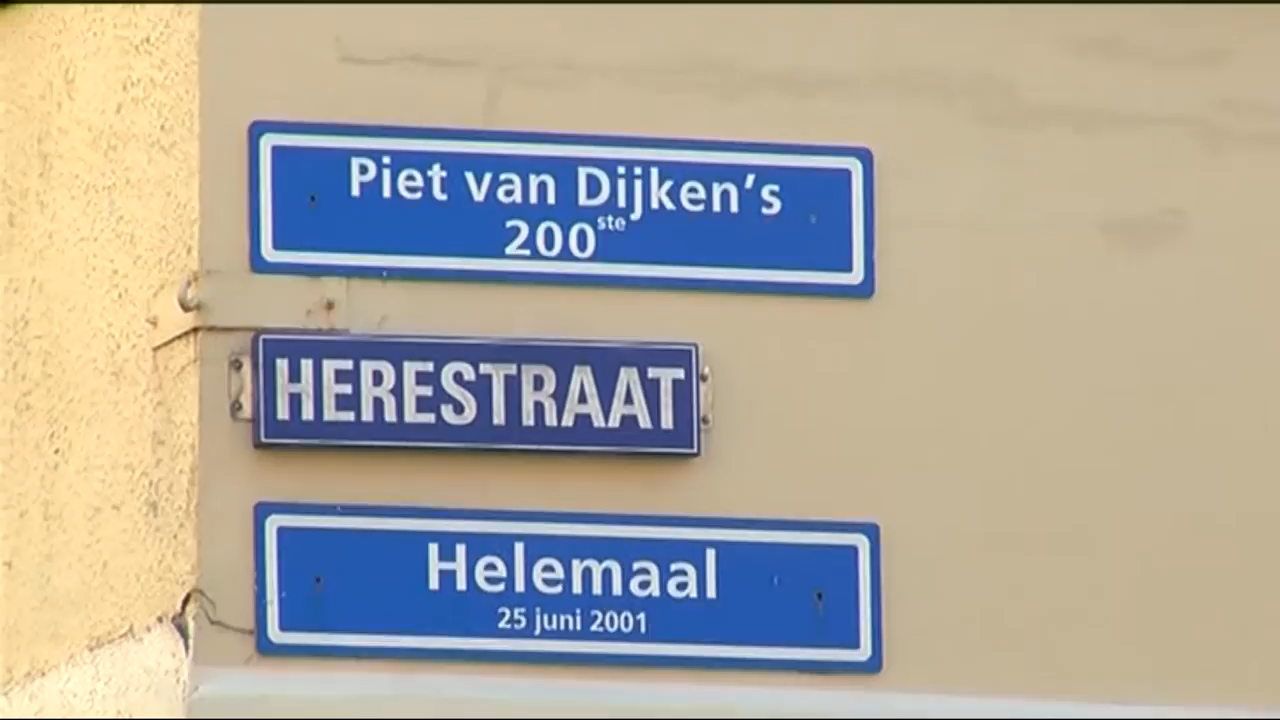 Piet van Dijken's
200ste
HERESTRAAT
Helemaal
25 juni 2001